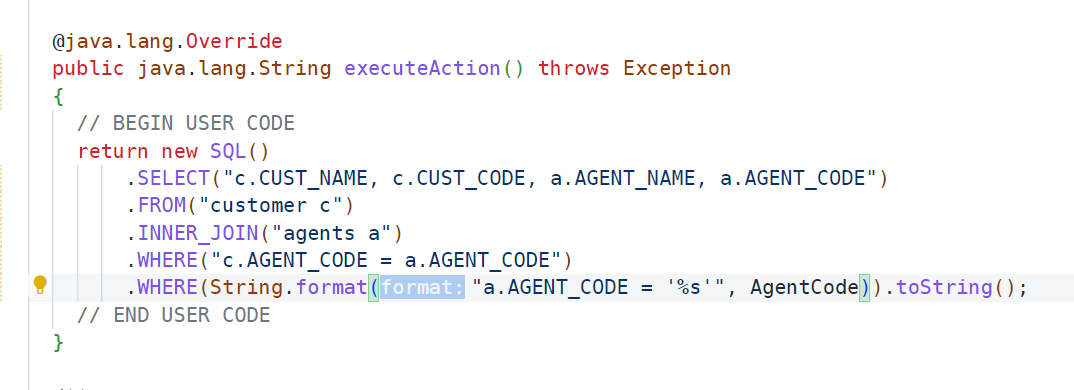 @java.lang.Override
public java.lang.String executeAction() throws Exception
{
  // BEGIN USER CODE
  return new SQL()
      .SELECT("c.CUST_NAME, c.CUST_CODE, a.AGENT_NAME, a.AGENT_CODE")
      .FROM("customer c")
      .INNER_JOIN("agents a")
      .WHERE("c.AGENT_CODE = a.AGENT_CODE")
      .WHERE(String.format(format: "a.AGENT_CODE = '%s'", AgentCode)).toString();
  // END USER CODE
}